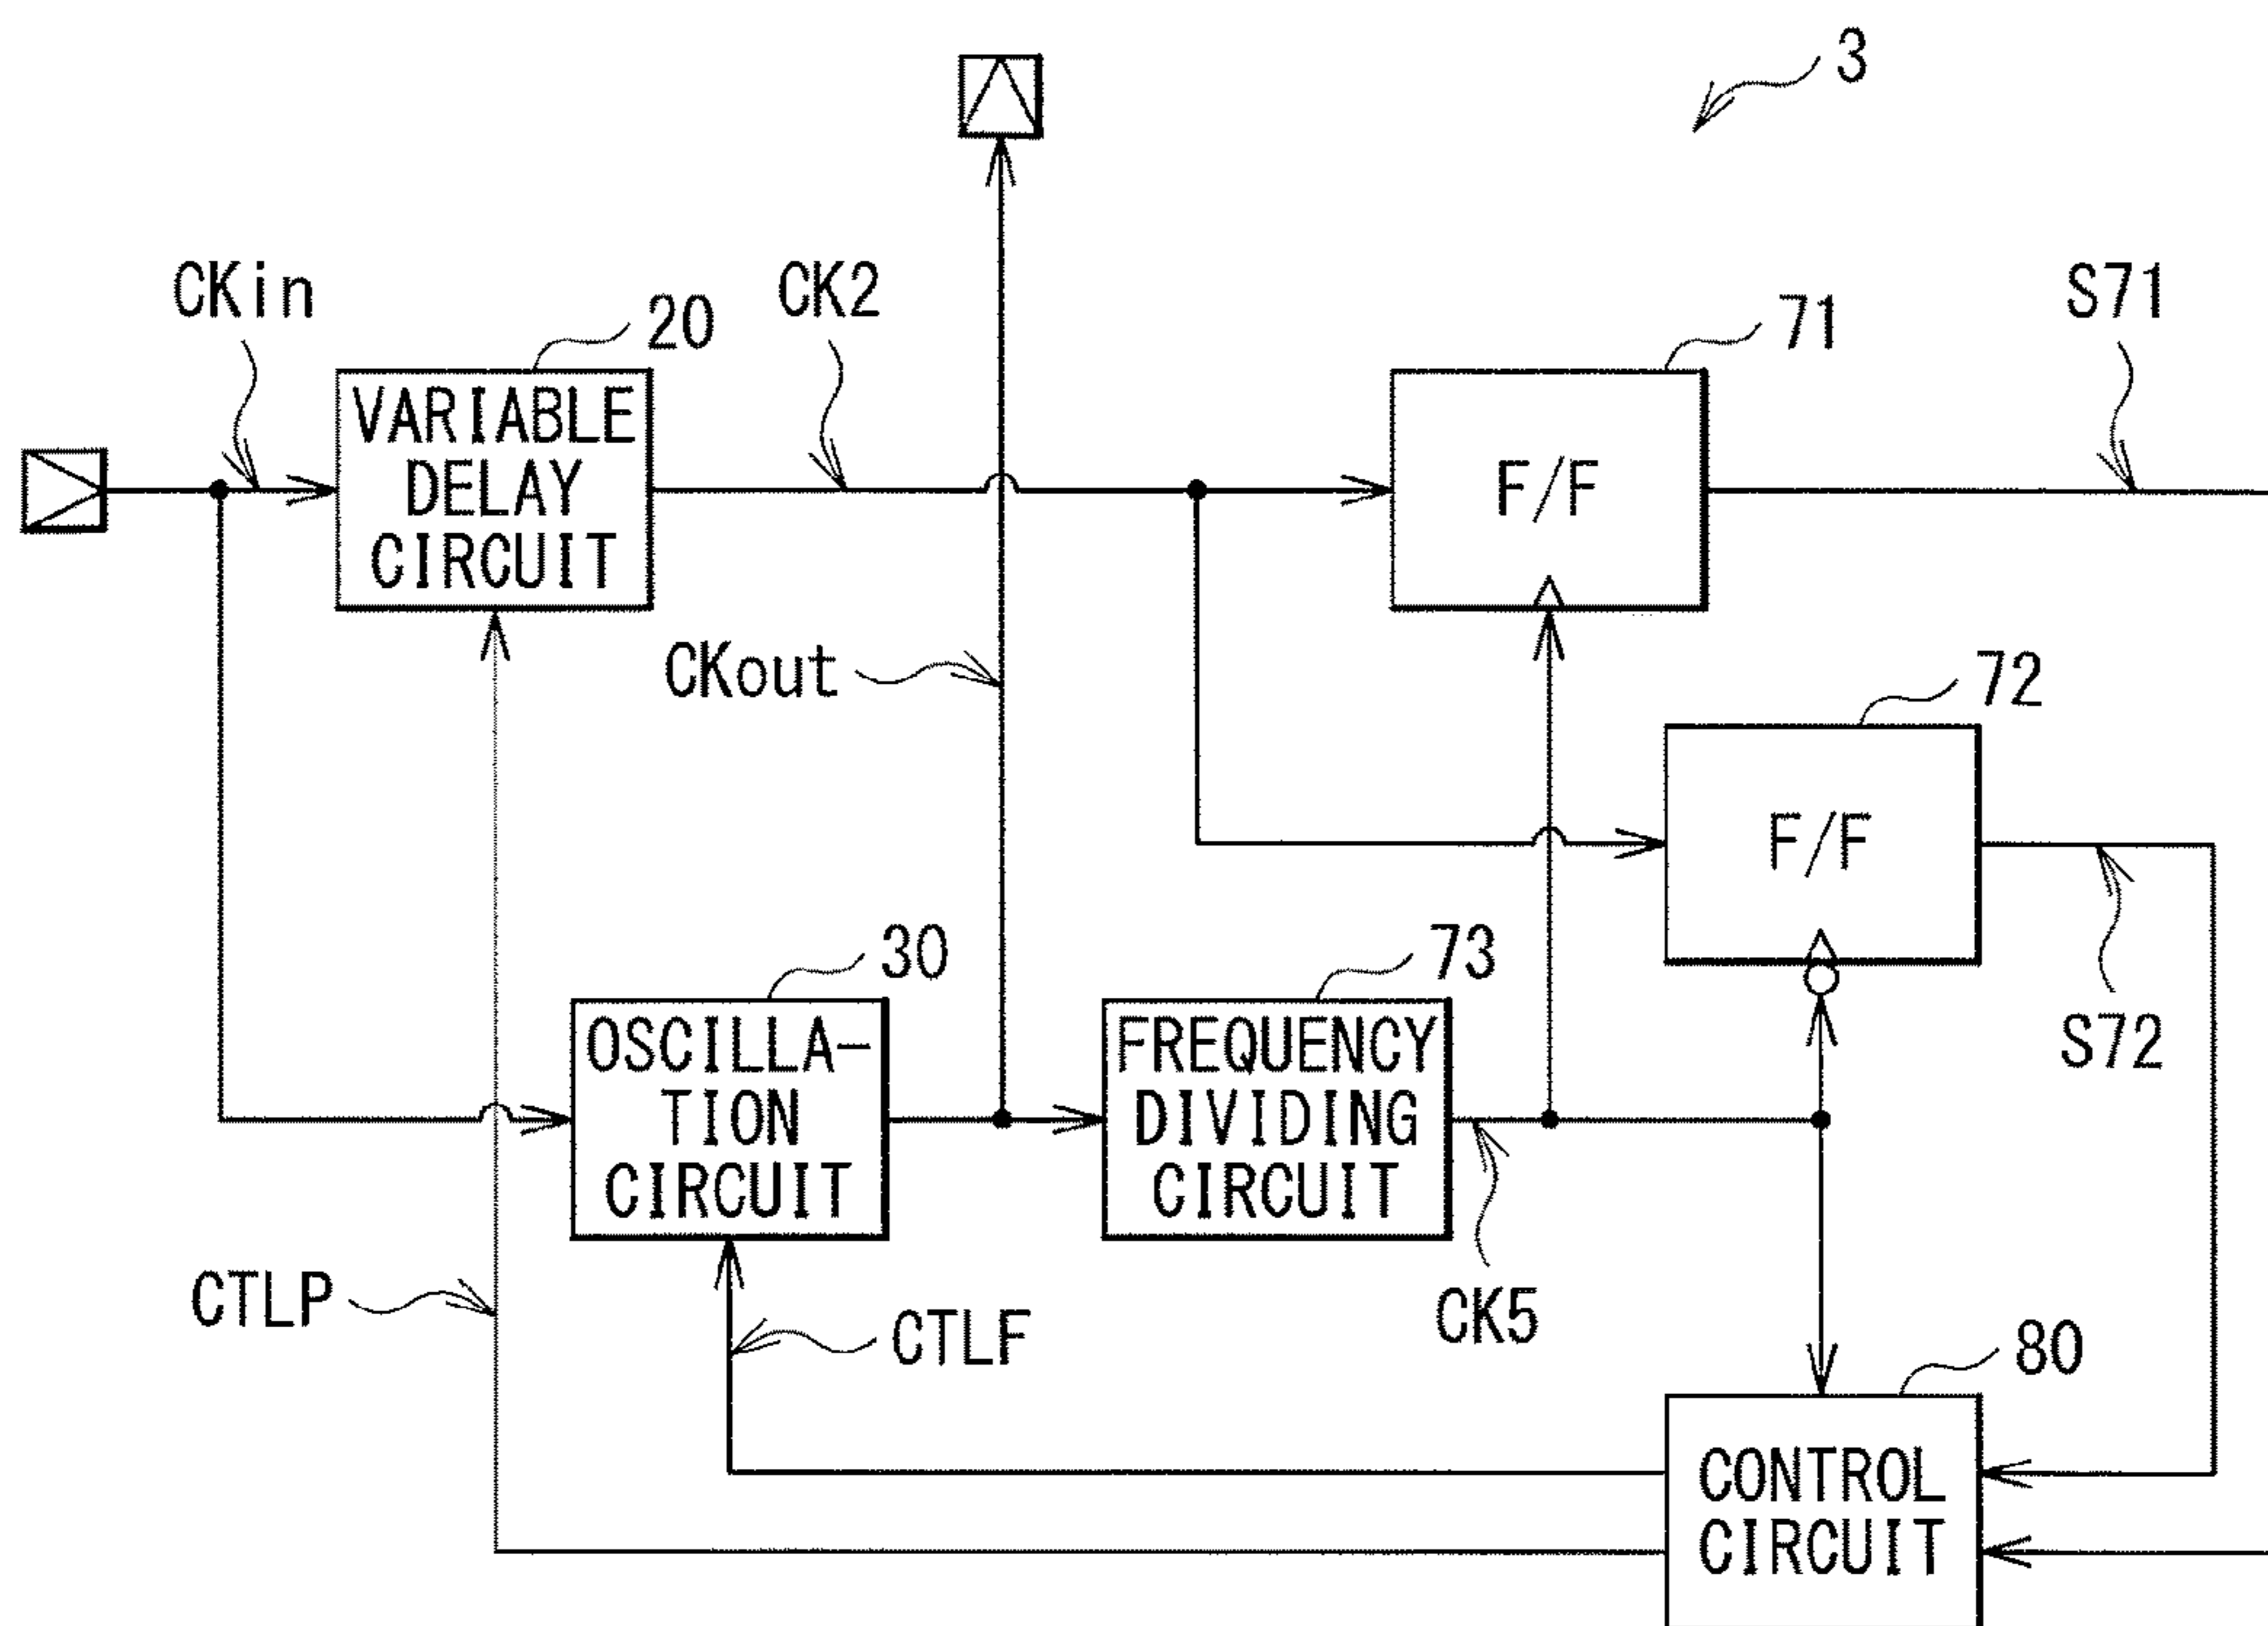 3
CKin
20
CK2
71
S71
VARIABLE
DELAY
CIRCUIT
F/F
CKout
72
F/F
30
73
S72
OSCILLA-
TION
CIRCUIT
FREQUENCY
DIVIDING
CIRCUIT
CTLP
CTLF
CK5
80
CONTROL
CIRCUIT